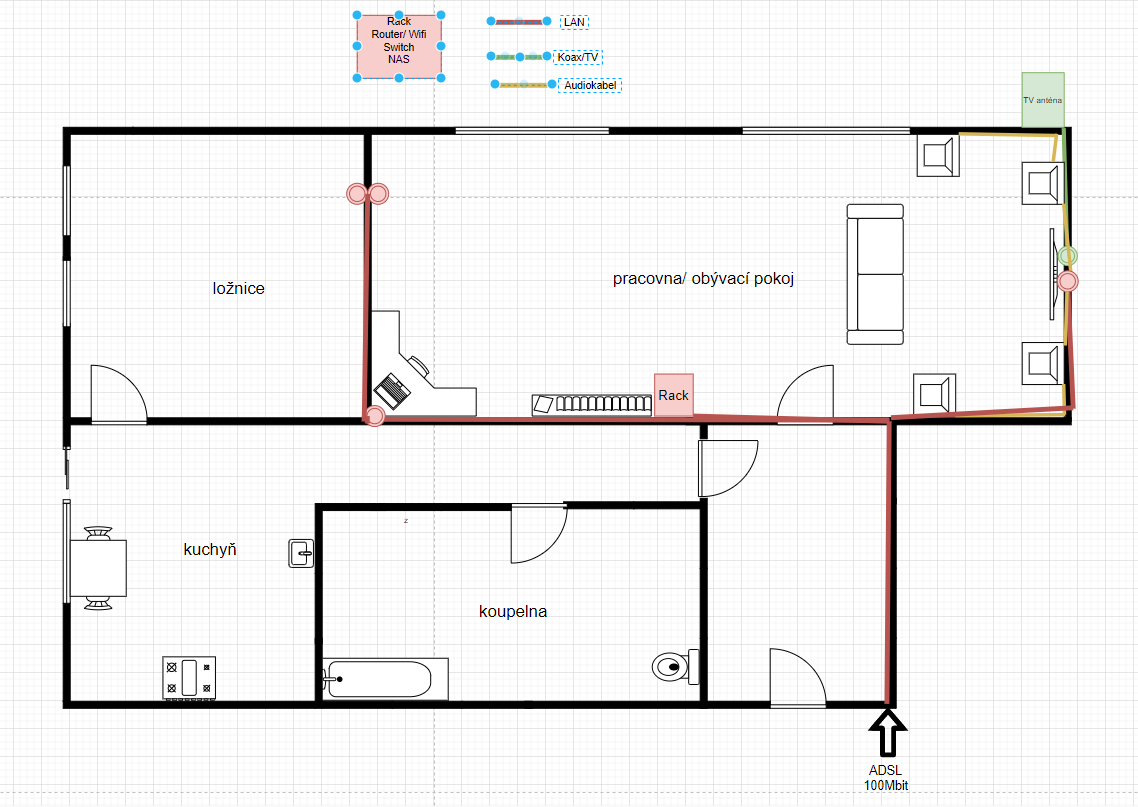 Rack
Router/ Wifi
Switch
NAS
LAN
Koax/TV
Audiokabel
TV anténa
ložnice
pracovna/ obývací pokoj
Rack
z
kuchyň
koupelna
ADSL
100Mbit